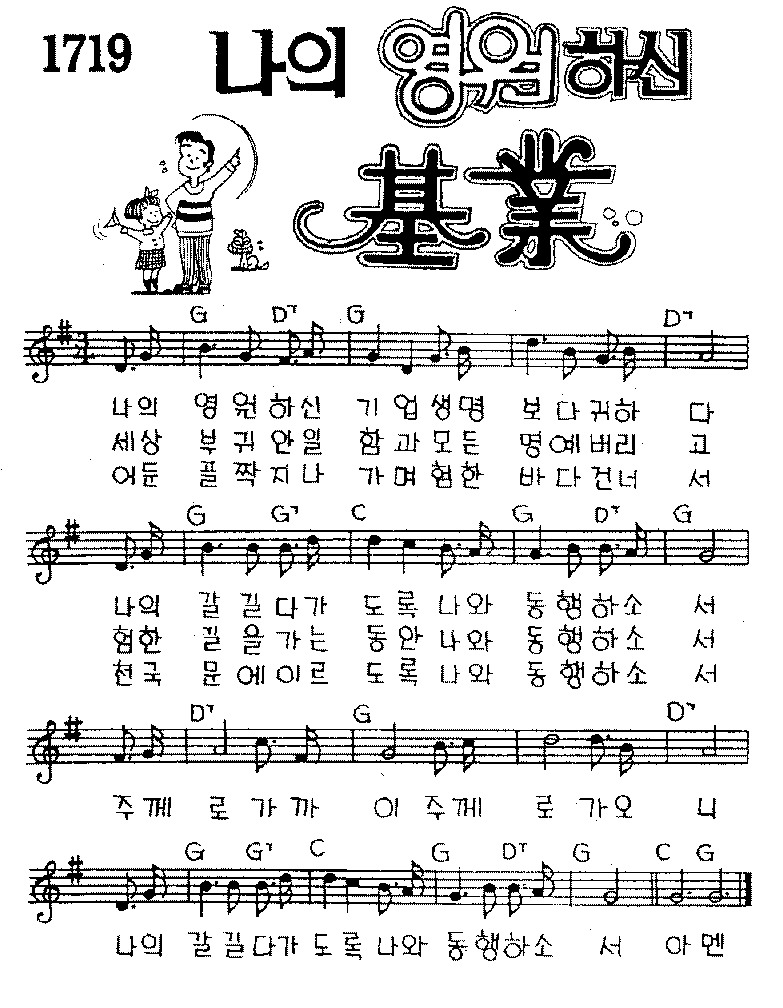 1719 나의 영원하신
基業
G D⁷ G D⁷
나의 영원하신 기업 생명 보다귀하 다
세상 부귀안일 함과모든 명예버리 고
어둔 골짝지나 가며험한 바다건너 서
G G⁷ C G D⁷ G
나의 갈길다가 도록나와 동행하소 서
험한 길을가는 동안나와 동행하소 서
천국 문에이르 도록나와 동행하소 서
D⁷ G D⁷
주께 로가까 이주께 로가오 니
G G⁷ C G D⁷ G C G
나의 갈길다가 도록나와 동행하소 서 아멘